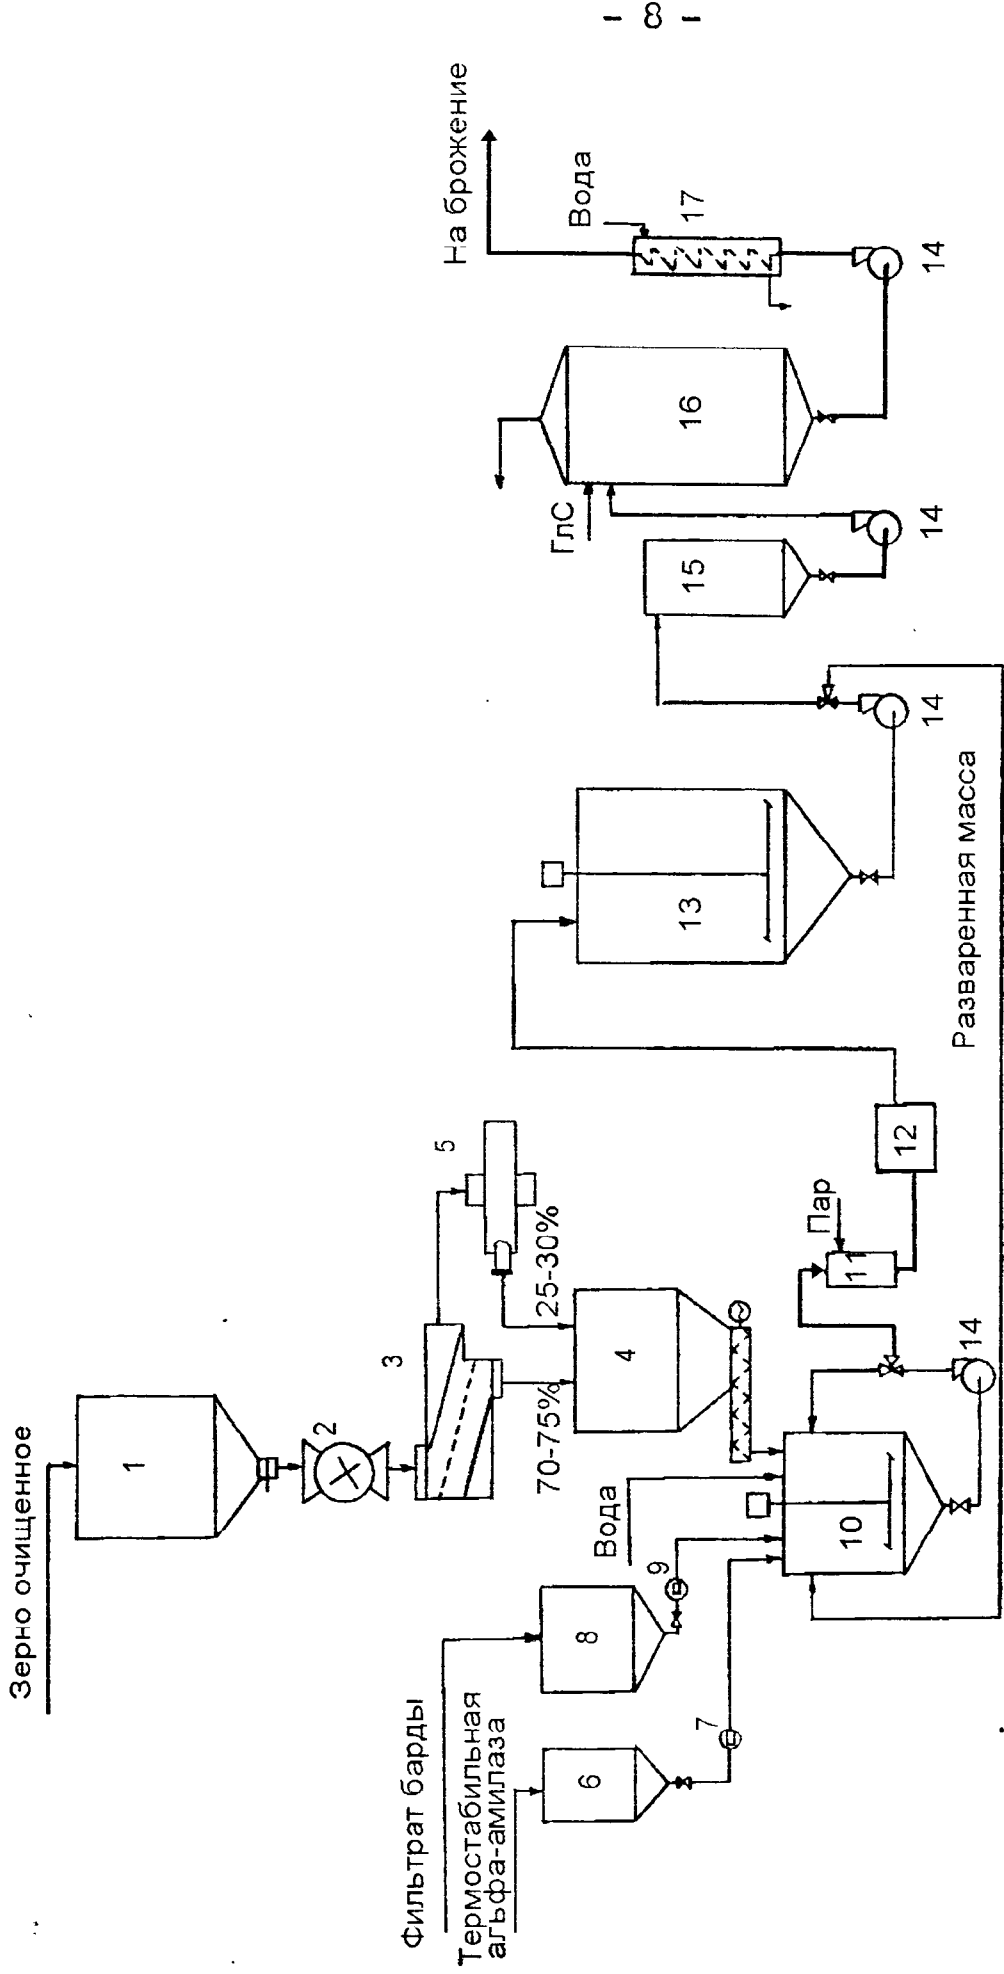 - 8 -
Зерно очищенное
1
2
3
5
70-75%
25-30%
4
Фильтрат барды
Термостабильная
альфа-амилаза
6
7
8
9
Вода
10
14
Пар
11
12
13
14
Разваренная масса
15
14
ГлС
16
14
Вода
17
На брожение